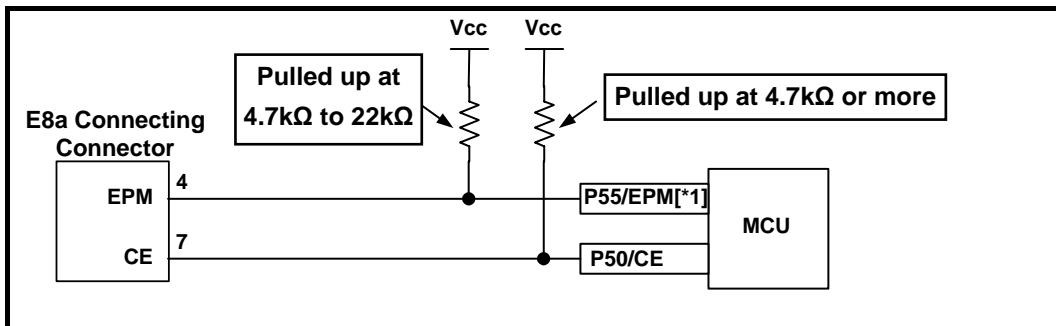 Vcc
Vcc
Pulled up at
4.7kΩ to 22kΩ
Pulled up at 4.7kΩ or more
E8a Connecting
Connector
EPM
4
P55/EPM[*1]
MCU
CE
7
P50/CE